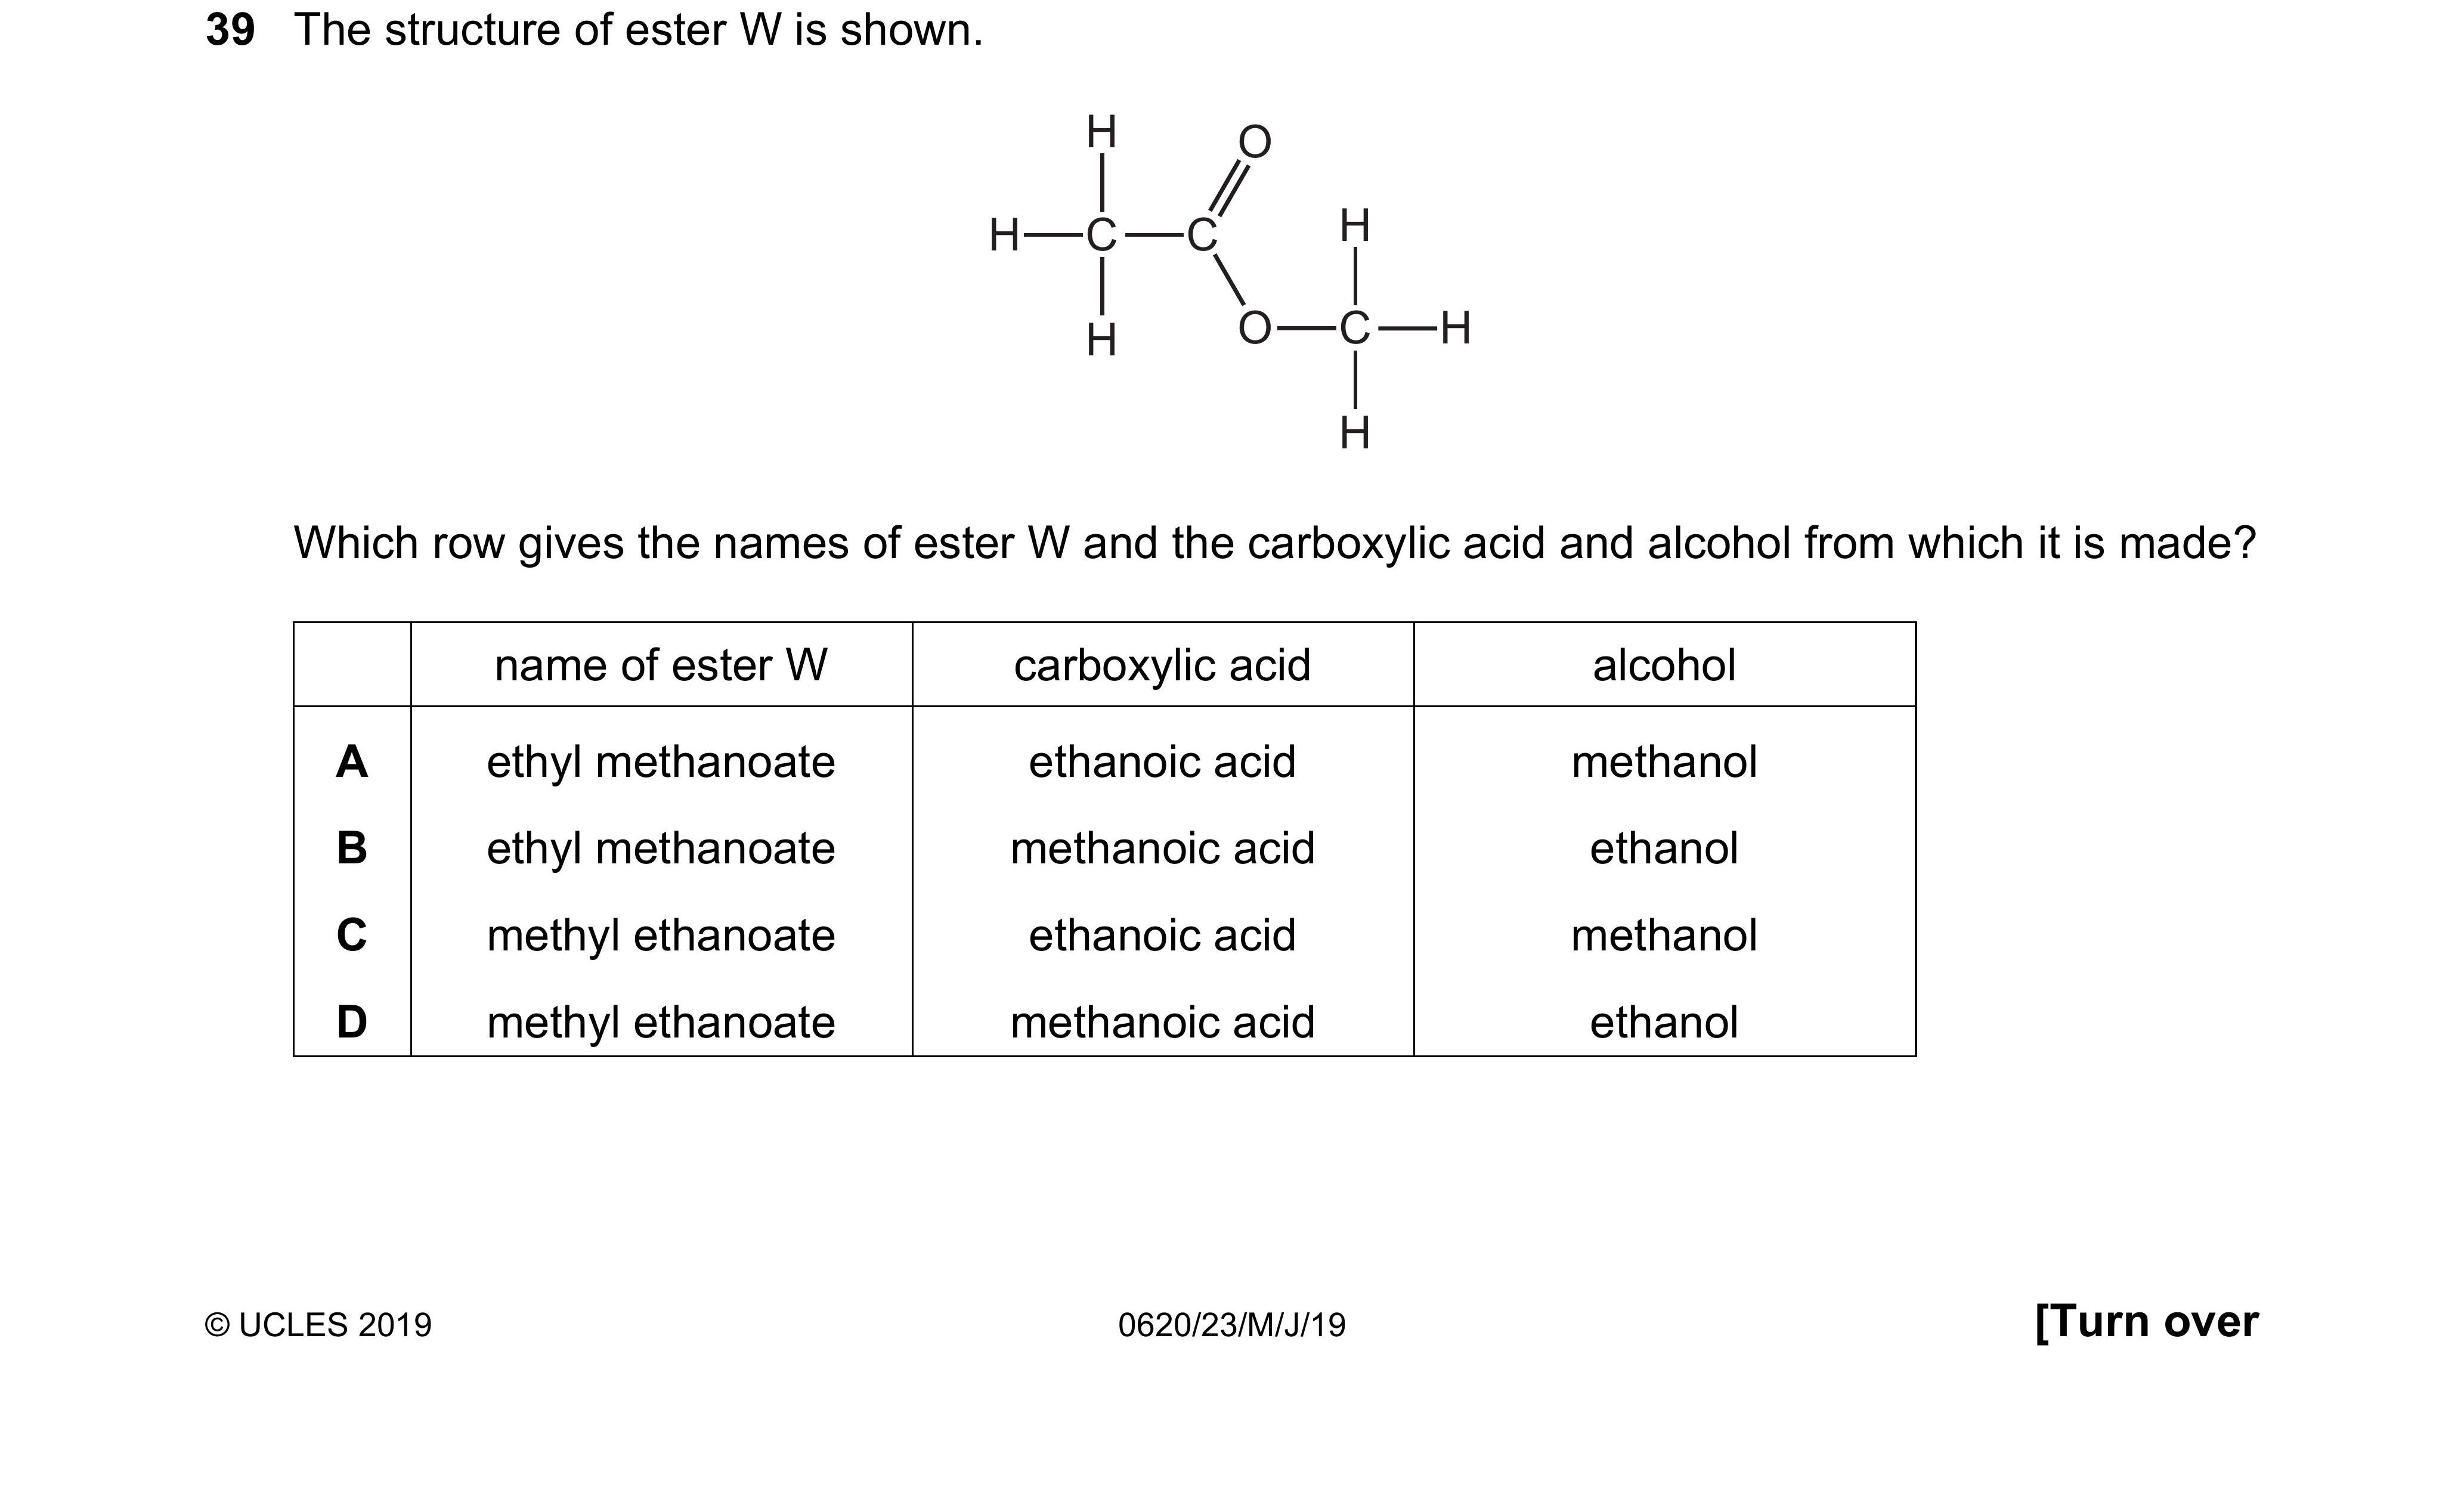 39 The structure of ester W is shown.
H O
H C C H
H O C H
H
Which row gives the names of ester W and the carboxylic acid and alcohol from which it is made?
name of ester W carboxylic acid alcohol
A ethyl methanoate ethanoic acid methanol
B ethyl methanoate methanoic acid ethanol
C methyl ethanoate ethanoic acid methanol
D methyl ethanoate methanoic acid ethanol
© UCLES 2019 0620/23/M/J/19 [Turn over